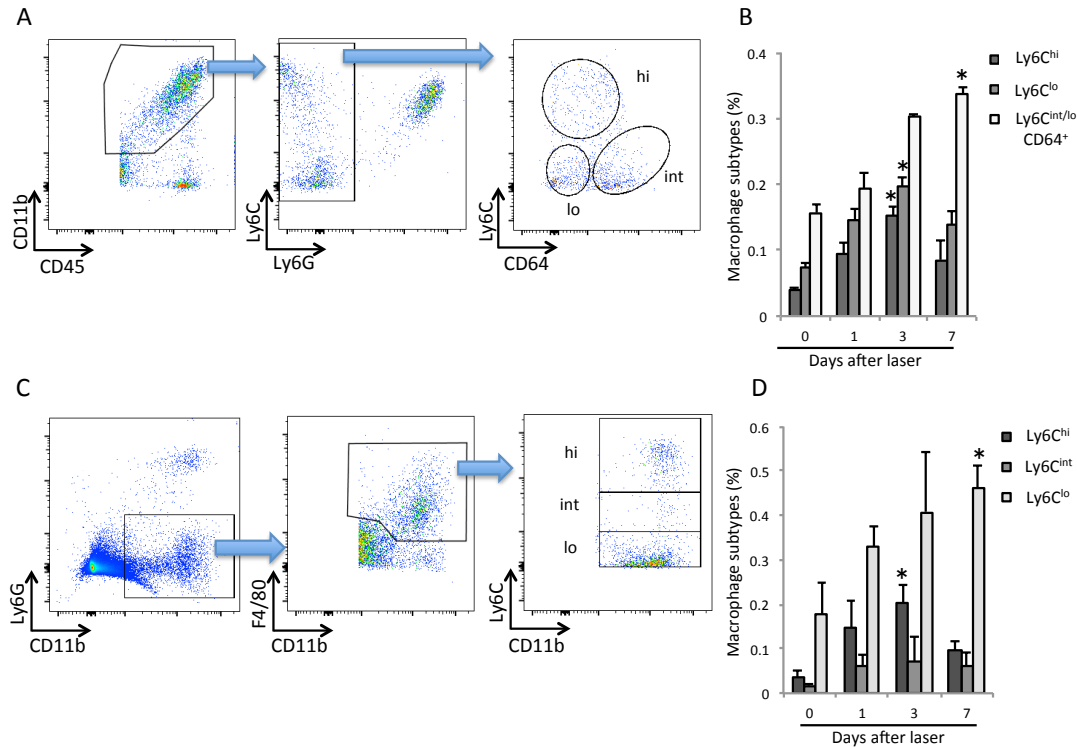 A
CD11b
CD45
Ly6C
Ly6G
hi
int
lo
Ly6C
CD64
B
Macrophage subtypes (%)
0.4
0.3
0.2
0.1
0
*
*
*
0
1
3
7
Days after laser
Ly6Chi
Ly6Clo
Ly6Cint/lo
CD64+
C
Ly6G
CD11b
F4/80
CD11b
hi
int
lo
Ly6C
CD11b
D
Macrophage subtypes (%)
0.6
0.5
0.4
0.3
0.2
0.1
0
*
*
0
1
3
7
Days after laser
Ly6Chi
Ly6Cint
Ly6Clo